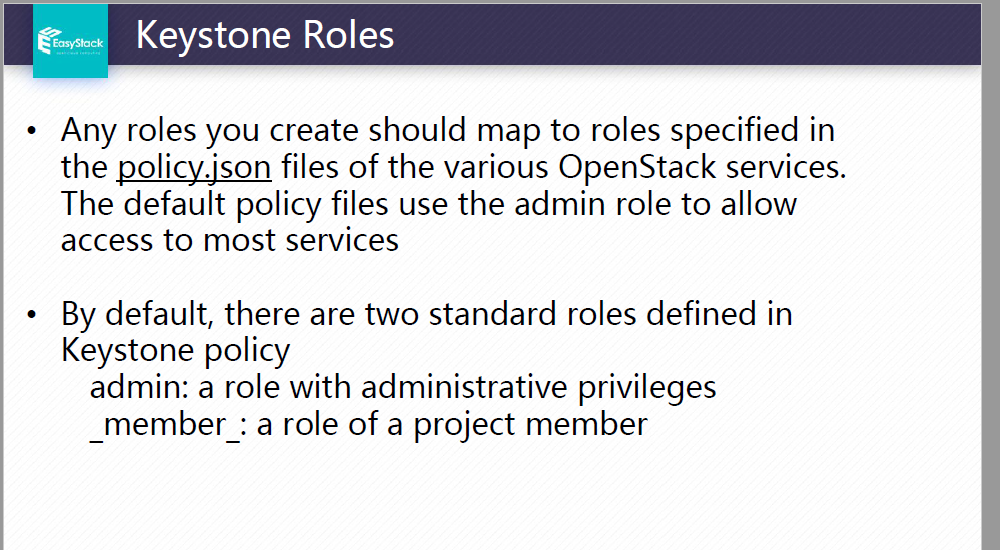 EasyStack
Keystone Roles
• Any roles you create should map to roles specified in
the policy.json files of the various OpenStack services.
The default policy files use the admin role to allow
access to most services
• By default, there are two standard roles defined in
Keystone policy
admin: a role with administrative privileges
_member_: a role of a project member